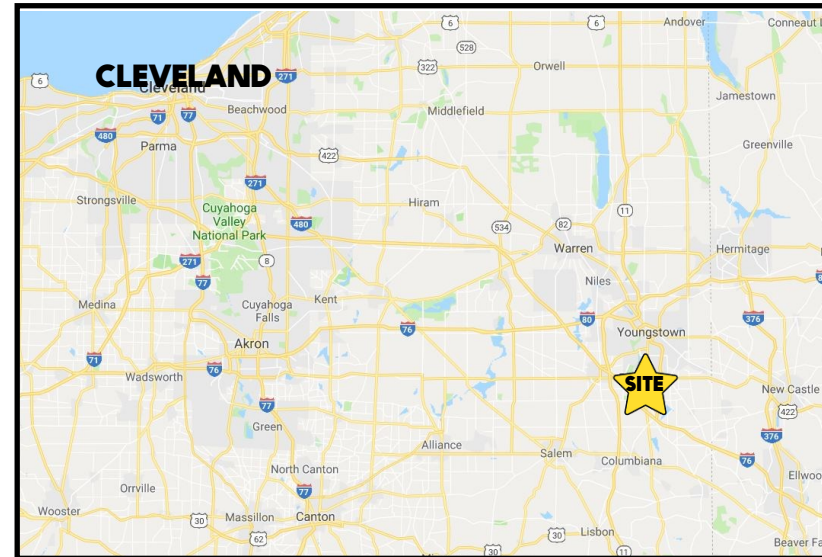 6
6
Andover
Conneaut L
528
322
Orwell
CLEVELAND
271
6
Cleveland
Jamestown
71
77
Beachwood
Middlefield
480
Parma
422
Greenville
271
Strongsville
Cuyahoga
Valley
National Park
480
Hiram
11
534
82
Warren
Hermitage
271
8
77
Niles
8
Medina
Cuyahoga
Falls
Kent
76
80
376
Youngstown
Akron
71
76
Wadsworth
SITE
New Castle
77
422
Green
376
Alliance
Salem
Columbiana
76
North Canton
Ellwoo
77
Orrville
Wooster
30
Massillon
Canton
62
30
Lisbon
30
11
Beaver Fa